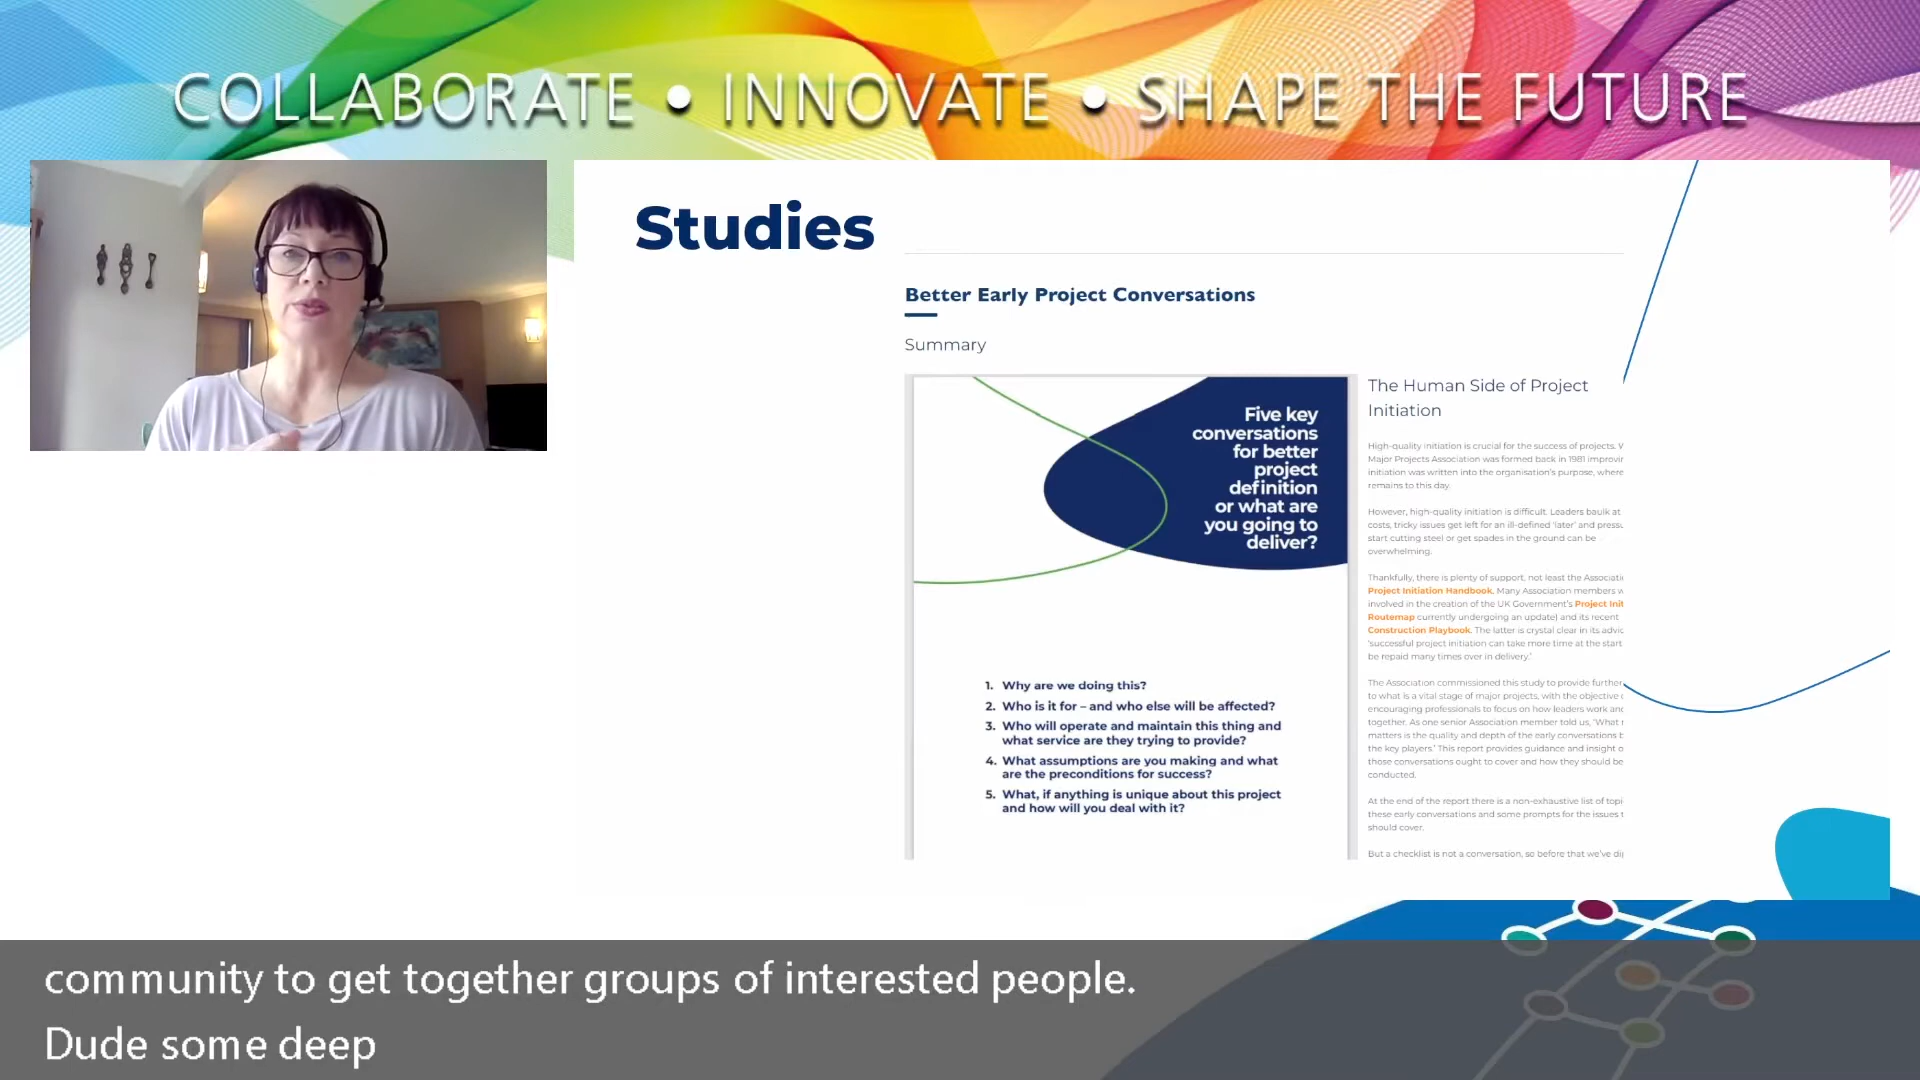 COLLABORATE • INNOVATE • SHAPE THE FUTURE
Studies
Better Early Project Conversations
Summary
Five key
conversations
for better
project
definition
or what are
you going to
deliver?
1. Why are we doing this?
2. Who is it for – and who else will be affected?
3. Who will operate and maintain this thing and
what service are they trying to provide?
4. What assumptions are you making and what
are the preconditions for success?
5. What, if anything is unique about this project
and how will you deal with it?
The Human Side of Project
Initiation
High-quality initiation is crucial for the success of projects.
Major Projects Association was formed back in 1981
initiation was written into the organisation's purpose, where
remains to this day.
However, high-quality initiation is difficult. Leaders baulk at
costs, tricky issues get left for an ill-defined 'later' and
start cutting steel or get spades in the ground can be
overwhelming.
Thankfully, there is plenty of support, not least the
Project Initiation Handbook. Many Association members
involved in the creation of the UK Government's Project
Routemap currently undergoing an update) and its recent
Construction Playbook. The latter is crystal clear in its
'successful project initiation can take more time at the start
be repaid many times over in delivery.'
The Association commissioned this study to provide further
to what is a vital stage of major projects, with the objective
encouraging professionals to focus on how leaders work
together. As one senior Association member told us, 'What
matters is the quality and depth of the early conversations
the key players.' This report provides guidance and insight
those conversations ought to cover and how they should be
conducted.
At the end of the report there is a non-exhaustive list of
these early conversations and some prompts for the issues
should cover.
But a checklist is not a conversation, so before that we've
community to get together groups of interested people.
Dude some deep